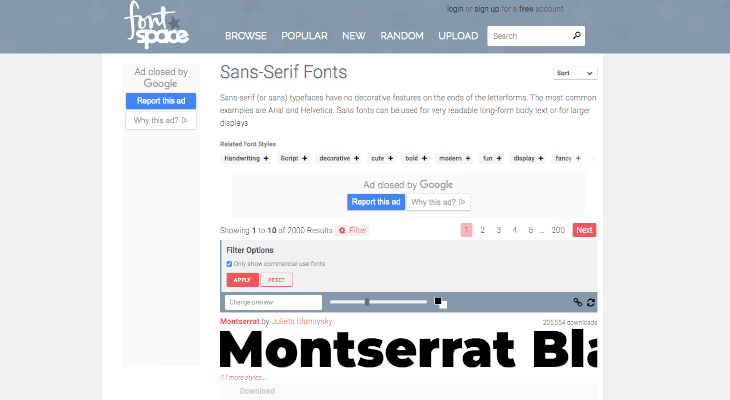 login or sign up for a free account
font space
BROWSE POPULAR NEW RANDOM UPLOAD Search
Ad closed by Google
Report this ad
Why this ad?
Sans-Serif Fonts
Sort
Sans-serif (or sans) typefaces have no decorative features on the ends of the letterforms. The most common
examples are Arial and Helvetica. Sans fonts can be used for very readable long-form body text or for larger
displays
Related Font Styles
Handwriting + Script + decorative + cute + bold + modern + fun + display + fancy +
Ad closed by Google
Report this ad Why this ad?
Showing 1 to 10 of 2000 Results Filter 1 2 3 4 5 ... 200 Next
Filter Options
Only show commercial use fonts
APPLY RESET
Change preview
Montserrat by Julieta Ulanovsky 205554 downloads
Montserrat Bla
17 more styles ...
Download